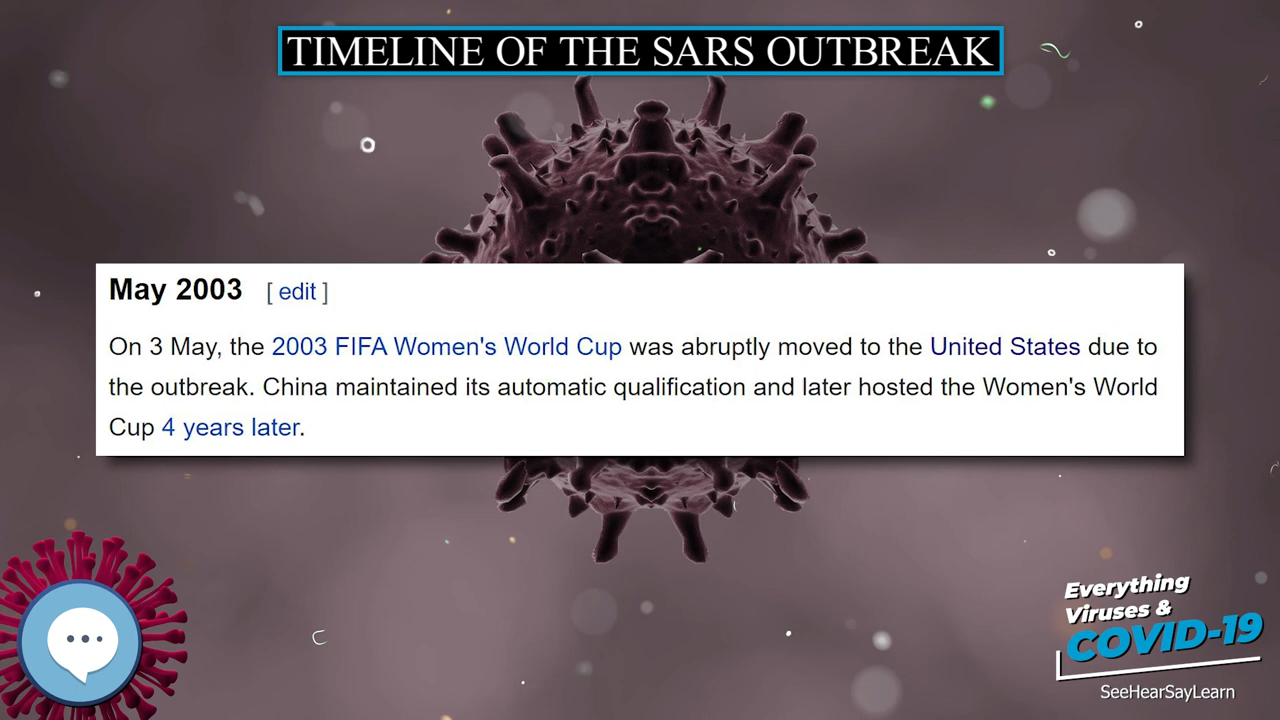 TIMELINE OF THE SARS OUTBREAK
May 2003 [ edit ]
On 3 May, the 2003 FIFA Women's World Cup was abruptly moved to the United States due to
the outbreak. China maintained its automatic qualification and later hosted the Women's World
Cup 4 years later.
Everything
Viruses &
COVID-19
SeeHearSayLearn